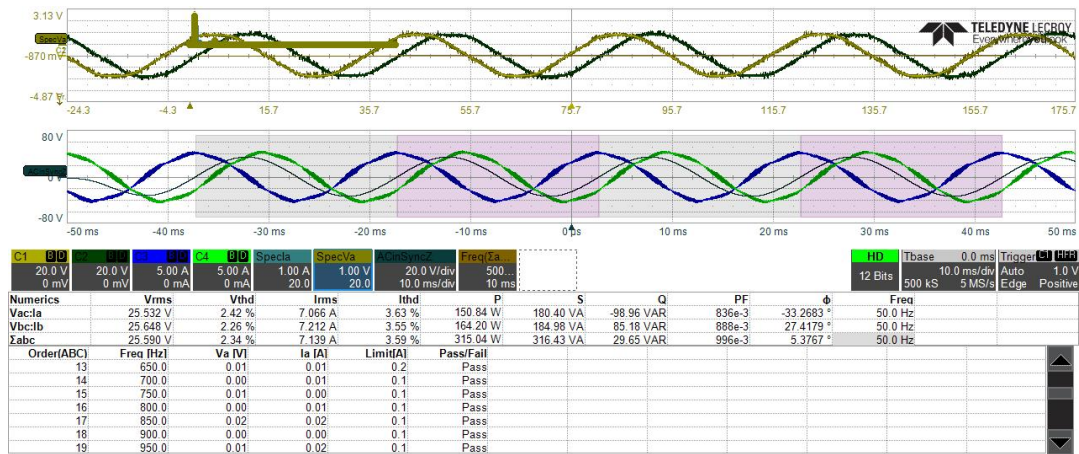 3.13 V
SpecVa
C2
-870 mV
-4.87 V
TELEDYNE LECROY
Everywhereyoulook
-24.3 -4.3 15.7 35.7 55.7 75.7 95.7 115.7 135.7 155.7 175.7
80 V
ACinSyncZ
0 V
-80 V
-50 ms -40 ms -30 ms -20 ms -10 ms 0 ps 10 ms 20 ms 30 ms 40 ms 50 ms
C1 B D C2 B D C3 B D C4 B D SpecIa SpecVa ACinSyncZ Freq(Σa... HD Tbase 0.0 ms Trigger C1 HFR
20.0 V 20.0 V 5.00 A 5.00 A 1.00 A 1.00 V 20.0 V/div 500... 12 Bits 10.0 ms/div Auto 1.0 V
0 mV 0 mV 0 mA 0 mA 20.0 20.0 10.0 ms/div 10 ms 500 kS 5 MS/s Edge Positive
Numerics Vrms Vthd Irms Ithd P S Q PF ϕ Freq
Vac:Ia 25.532 V 2.42 % 7.066 A 3.63 % 150.84 W 180.40 VA -98.96 VAR 836e-3 -33.2683 ° 50.0 Hz
Vbc:Ib 25.648 V 2.26 % 7.212 A 3.55 % 164.20 W 184.98 VA 85.18 VAR 888e-3 27.4179 ° 50.0 Hz
Σabc 25.590 V 2.34 % 7.139 A 3.59 % 315.04 W 316.43 VA 29.65 VAR 996e-3 5.3767 ° 50.0 Hz
Order(ABC) Freq [Hz] Va [V] Ia [A] Limit[A] Pass/Fail
13 650.0 0.01 0.01 0.2 Pass
14 700.0 0.00 0.01 0.1 Pass
15 750.0 0.01 0.00 0.1 Pass
16 800.0 0.00 0.01 0.1 Pass
17 850.0 0.02 0.02 0.1 Pass
18 900.0 0.00 0.00 0.1 Pass
19 950.0 0.01 0.02 0.1 Pass